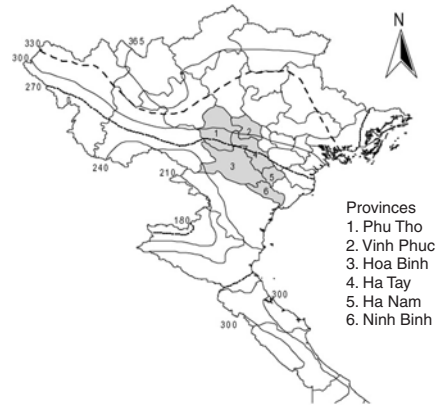 N
365
330
300
270
240
210
180
300
300
1
2
3
4
5
6
Provinces
1. Phu Tho
2. Vinh Phuc
3. Hoa Binh
4. Ha Tay
5. Ha Nam
6. Ninh Binh